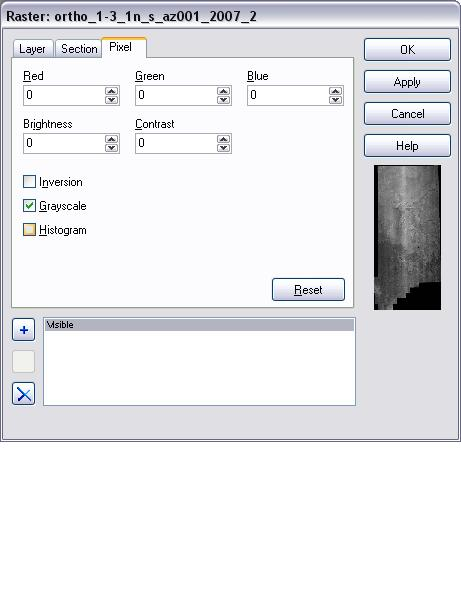 Raster: ortho_1-3_1n_s_az001_2007_2
Layer Section Pixel
OK
Red Green Blue
0 0 0
Apply
Brightness Contrast
Cancel
0 0
Help
Inversion
Grayscale
Histogram
Reset
Visible